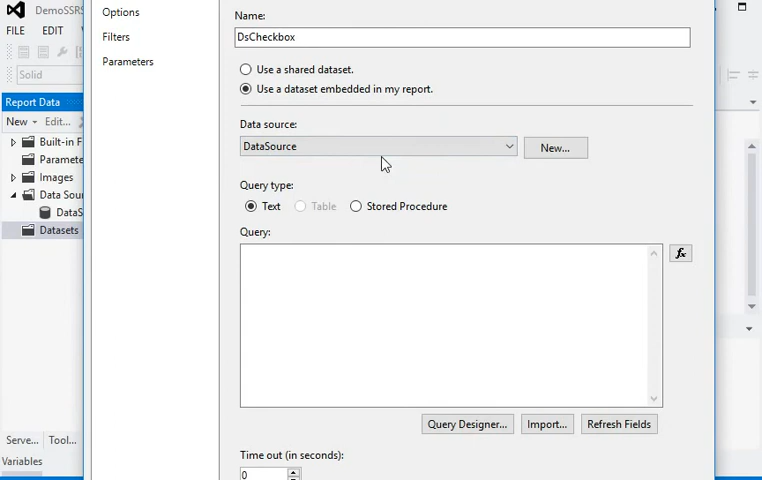 DemoSSRS
FILE EDIT
Solid
Report Data
New Edit...
Built-in F
Paramete
Images
Data Sour
DataS
Datasets
Serve... Tool...
Variables
Options
Filters
Parameters
Name:
DsCheckbox
Use a shared dataset.
Use a dataset embedded in my report.
Data source:
DataSource
New...
Query type:
Text Table Stored Procedure
Query:
fx
Query Designer... Import... Refresh Fields
Time out (in seconds):
0